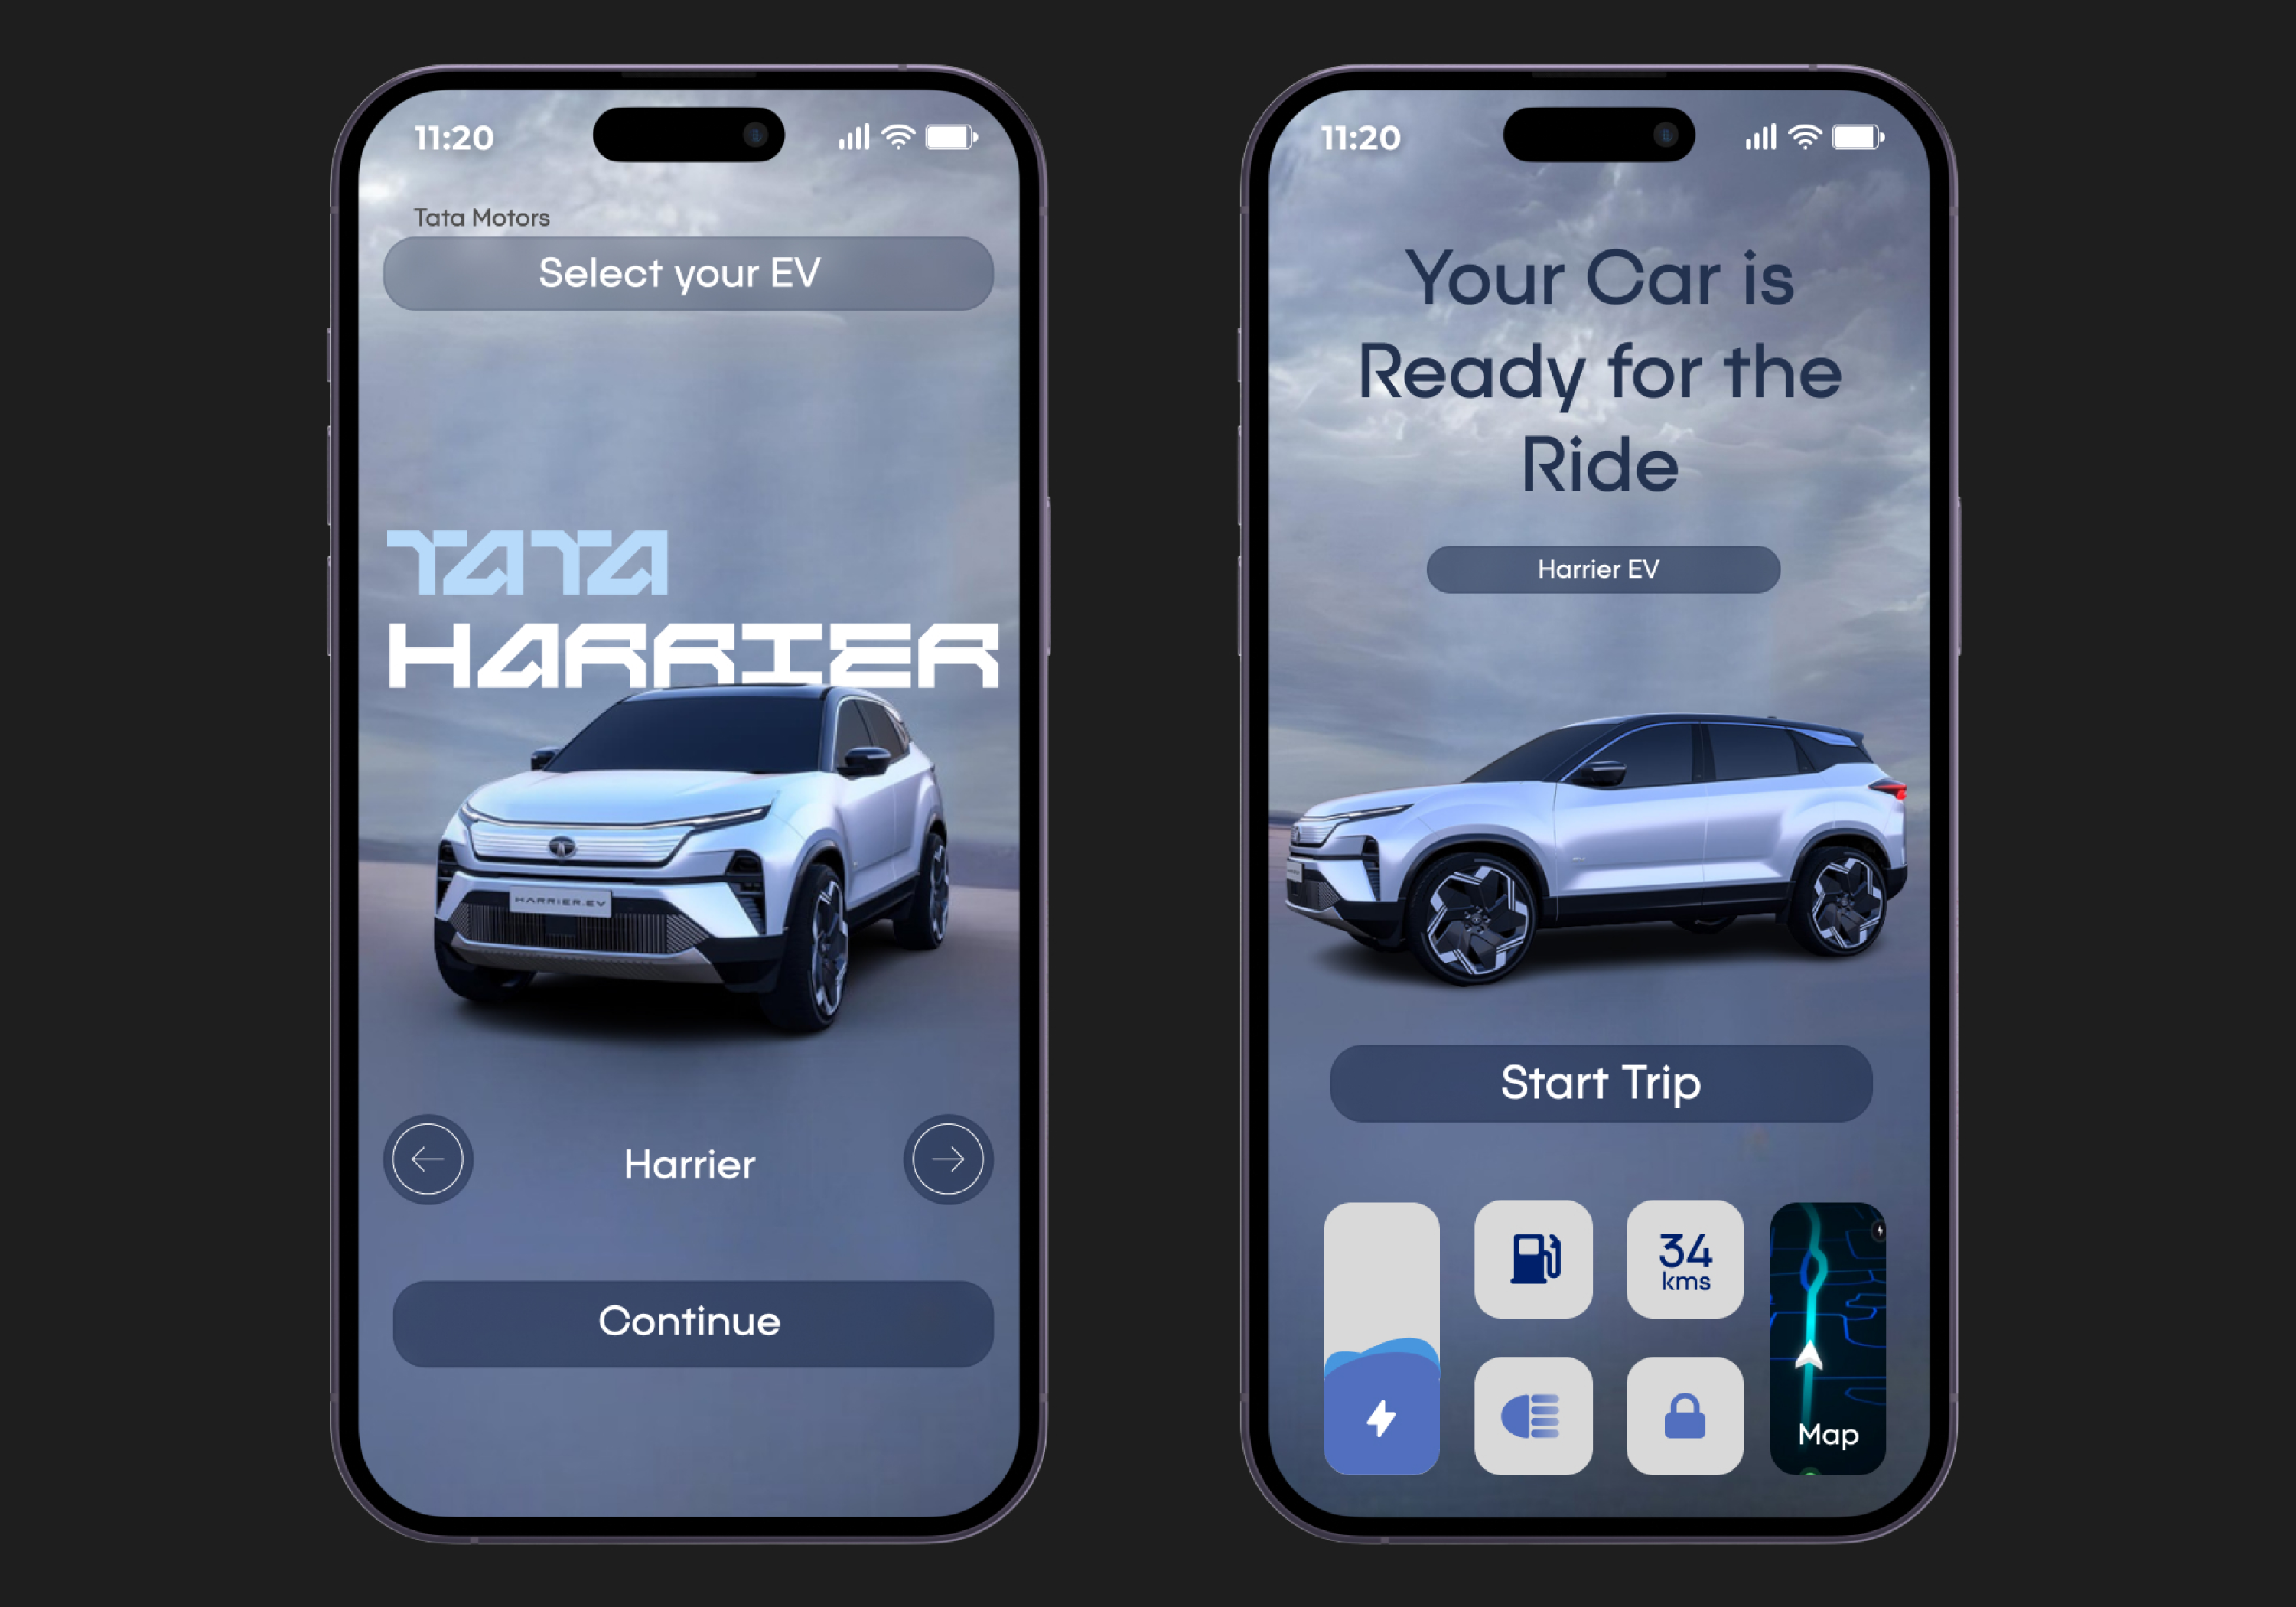 11:20
Tata Motors
Select your EV
TATA
HARRIER
HARRIER.EV
Harrier
Continue
11:20
Your Car is
Ready for the
Ride
Harrier EV
Start Trip
34
kms
Map